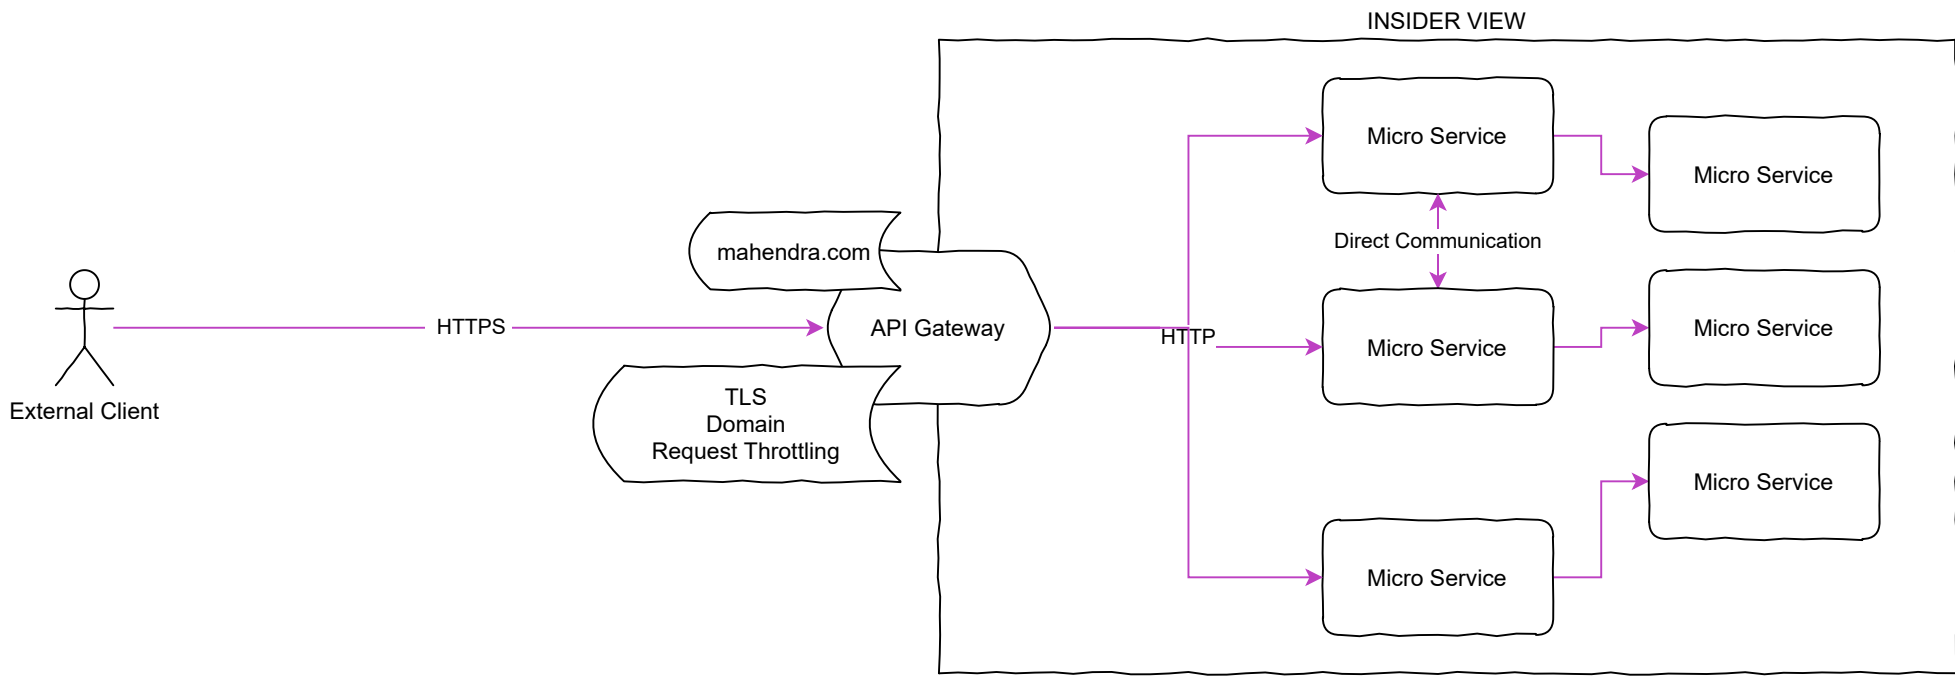 INSIDER VIEW
Micro Service
Micro Service
mahendra.com
Direct Communication
HTTPS
API Gateway
HTTP
Micro Service
Micro Service
TLS
Domain
Request Throttling
External Client
Micro Service
Micro Service